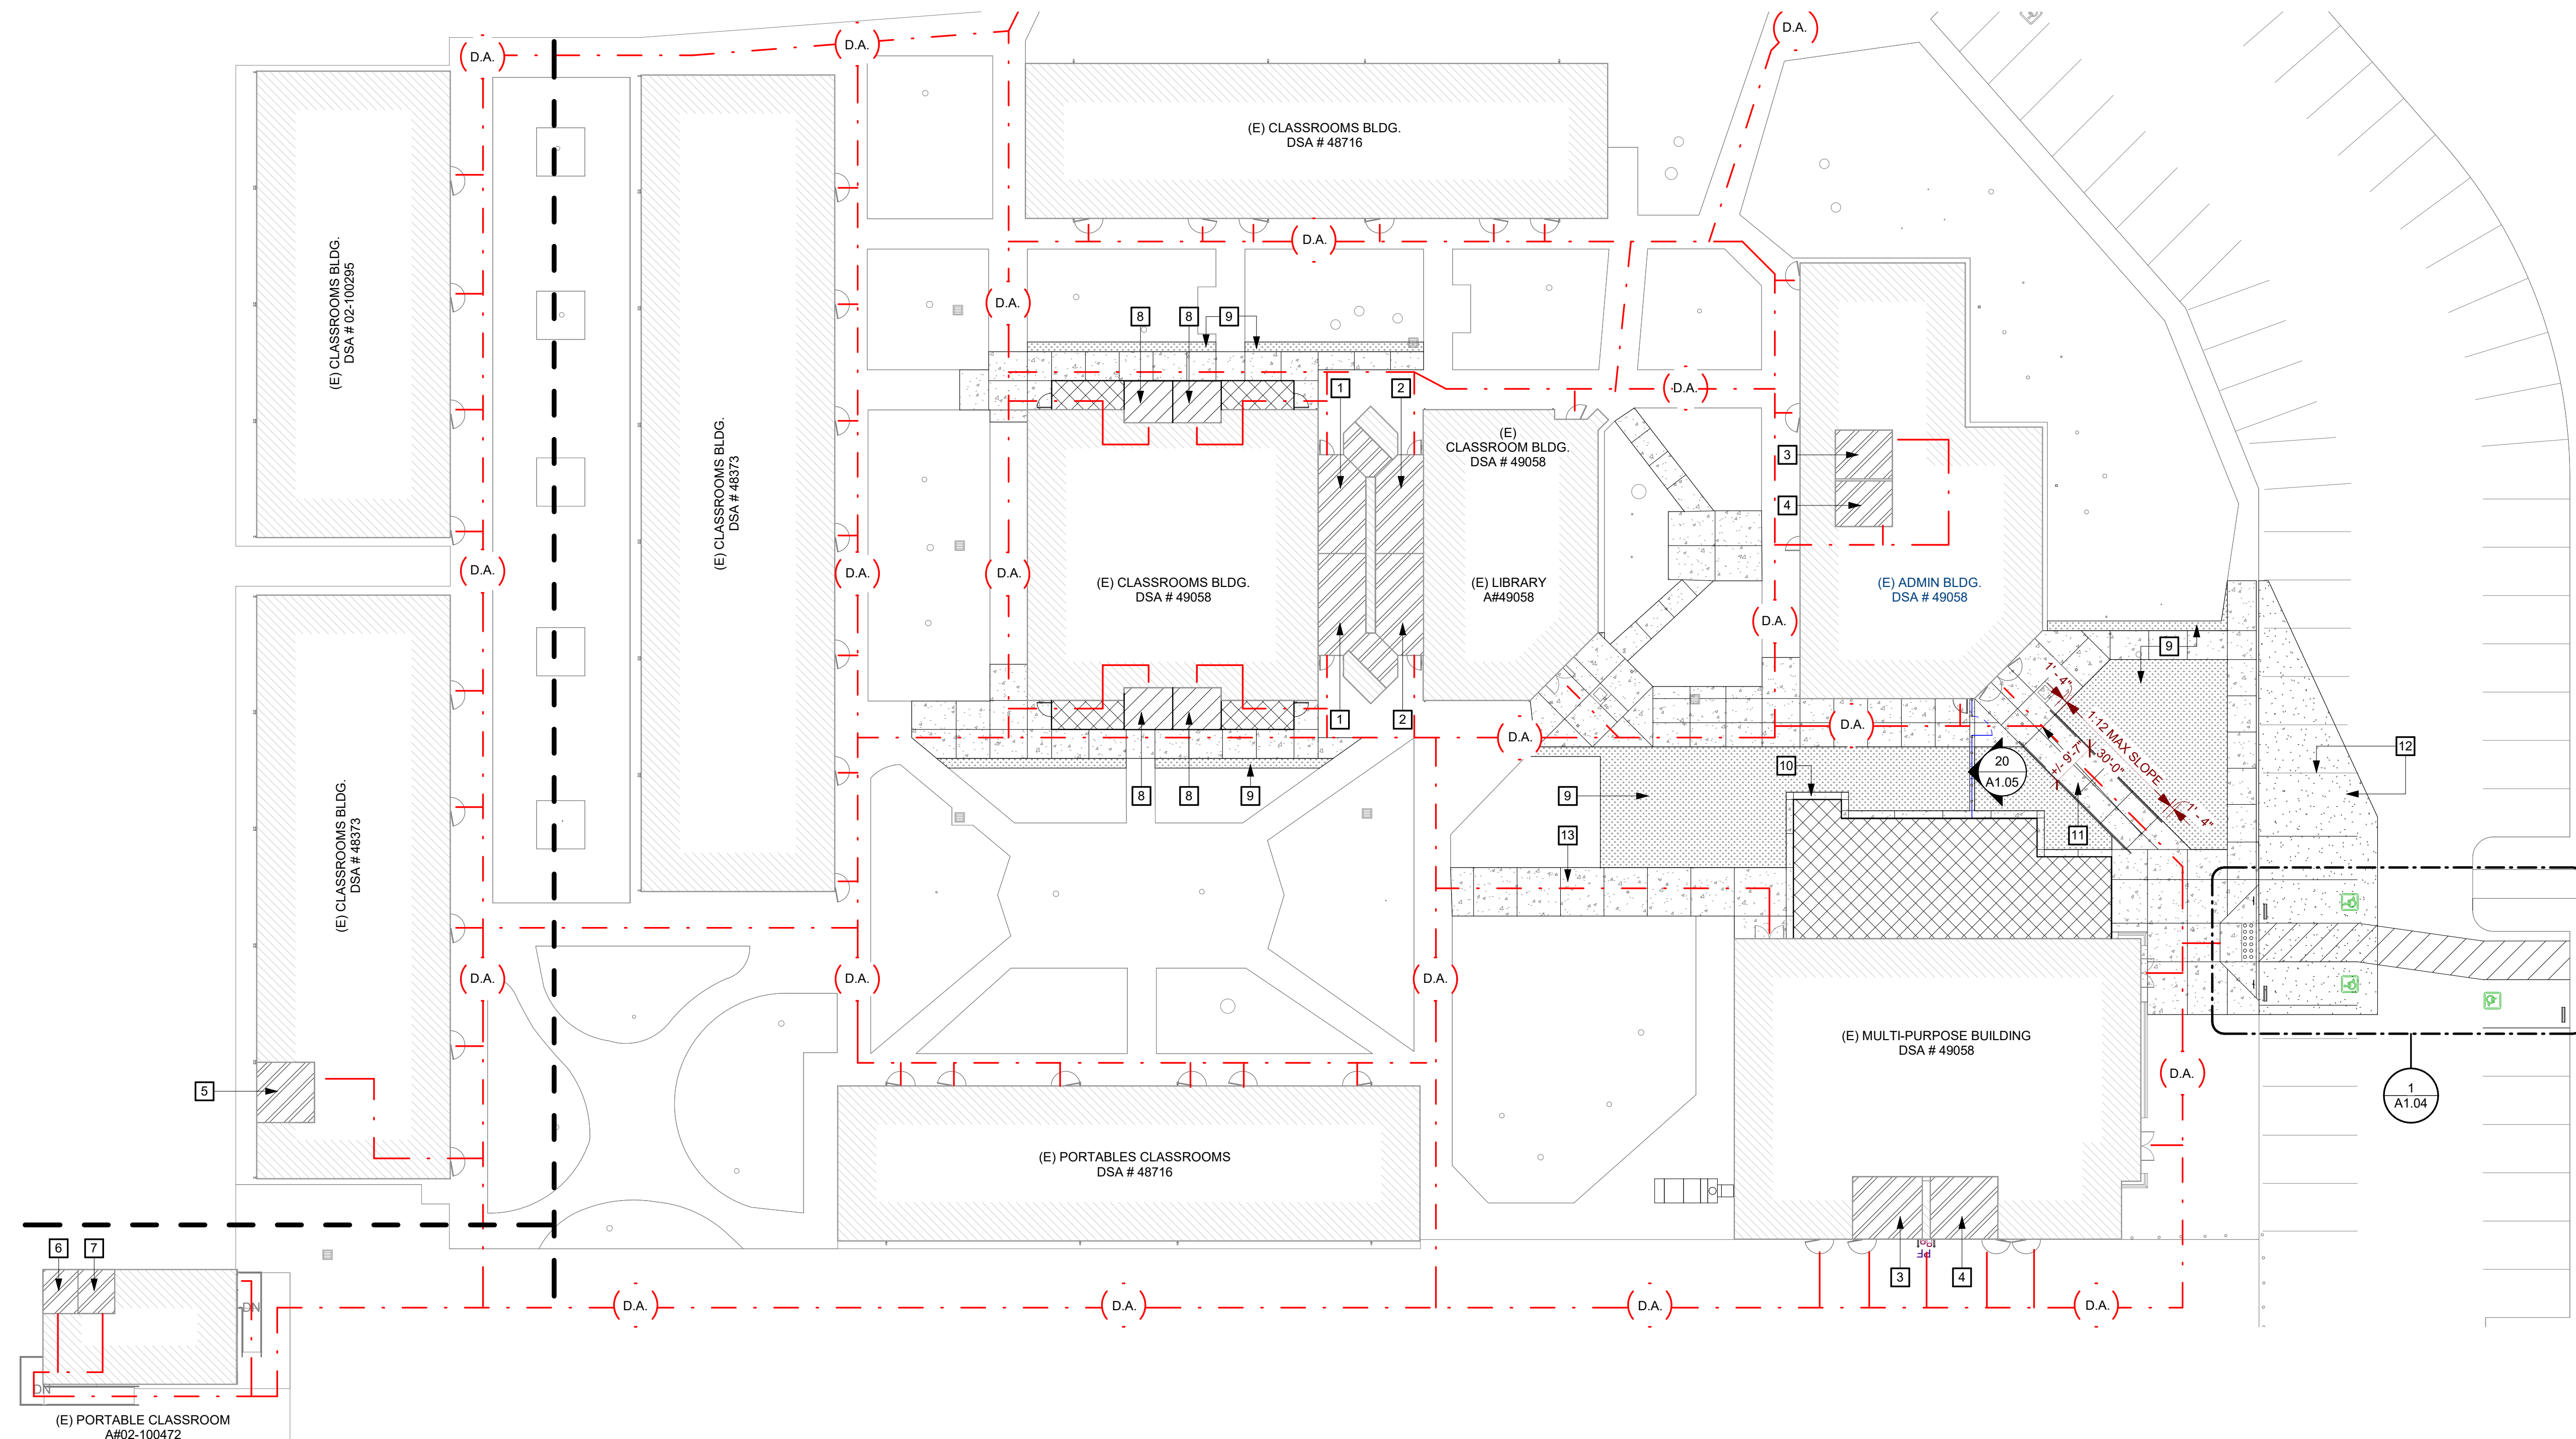 D.A.
D.A.
D.A.
(E) CLASSROOMS BLDG.
DSA # 48716
D.A.
(E) CLASSROOMS BLDG.
DSA # 02-100295
D.A.
8
8
9
1
2
D.A.
(E)
CLASSROOM BLDG.
DSA # 49058
3
4
(E) CLASSROOMS BLDG.
DSA # 48373
D.A.
D.A.
D.A.
(E) CLASSROOMS BLDG.
DSA # 49058
(E) LIBRARY
A#49058
(E) ADMIN BLDG.
DSA # 49058
D.A.
9
1' - 4"
1:12 MAX SLOPE
+/- 9'-7"
30'-0"
1' - 4"
1
2
D.A.
D.A.
12
10
20
A1.05
8
8
9
9
13
11
(E) CLASSROOMS BLDG.
DSA # 48373
D.A.
D.A.
D.A.
(E) MULTI-PURPOSE BUILDING
DSA # 49058
D.A.
1
A1.04
5
(E) PORTABLES CLASSROOMS
DSA # 48716
6
7
3
4
DN
D.A.
D.A.
D.A.
D.A.
DN
(E) PORTABLE CLASSROOM
A#02-100472